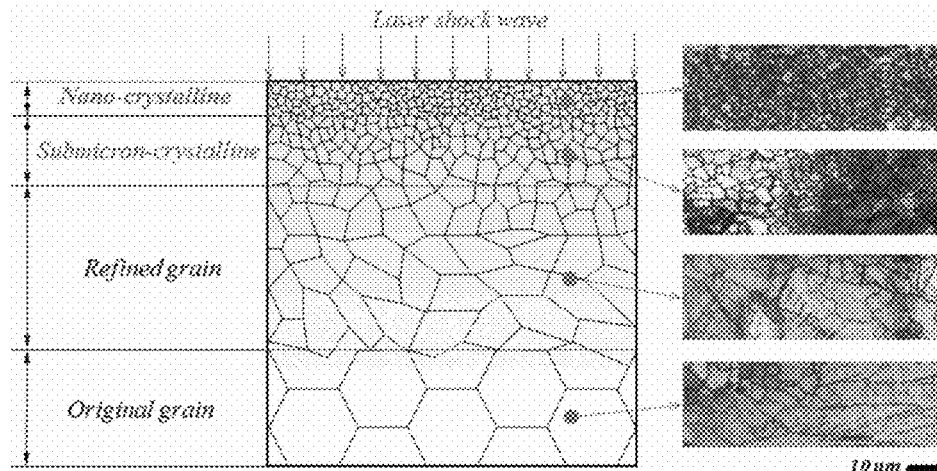 Laser shock wave
Nano-crystalline
Submicron-crystalline
Refined grain
Original grain
10 μm